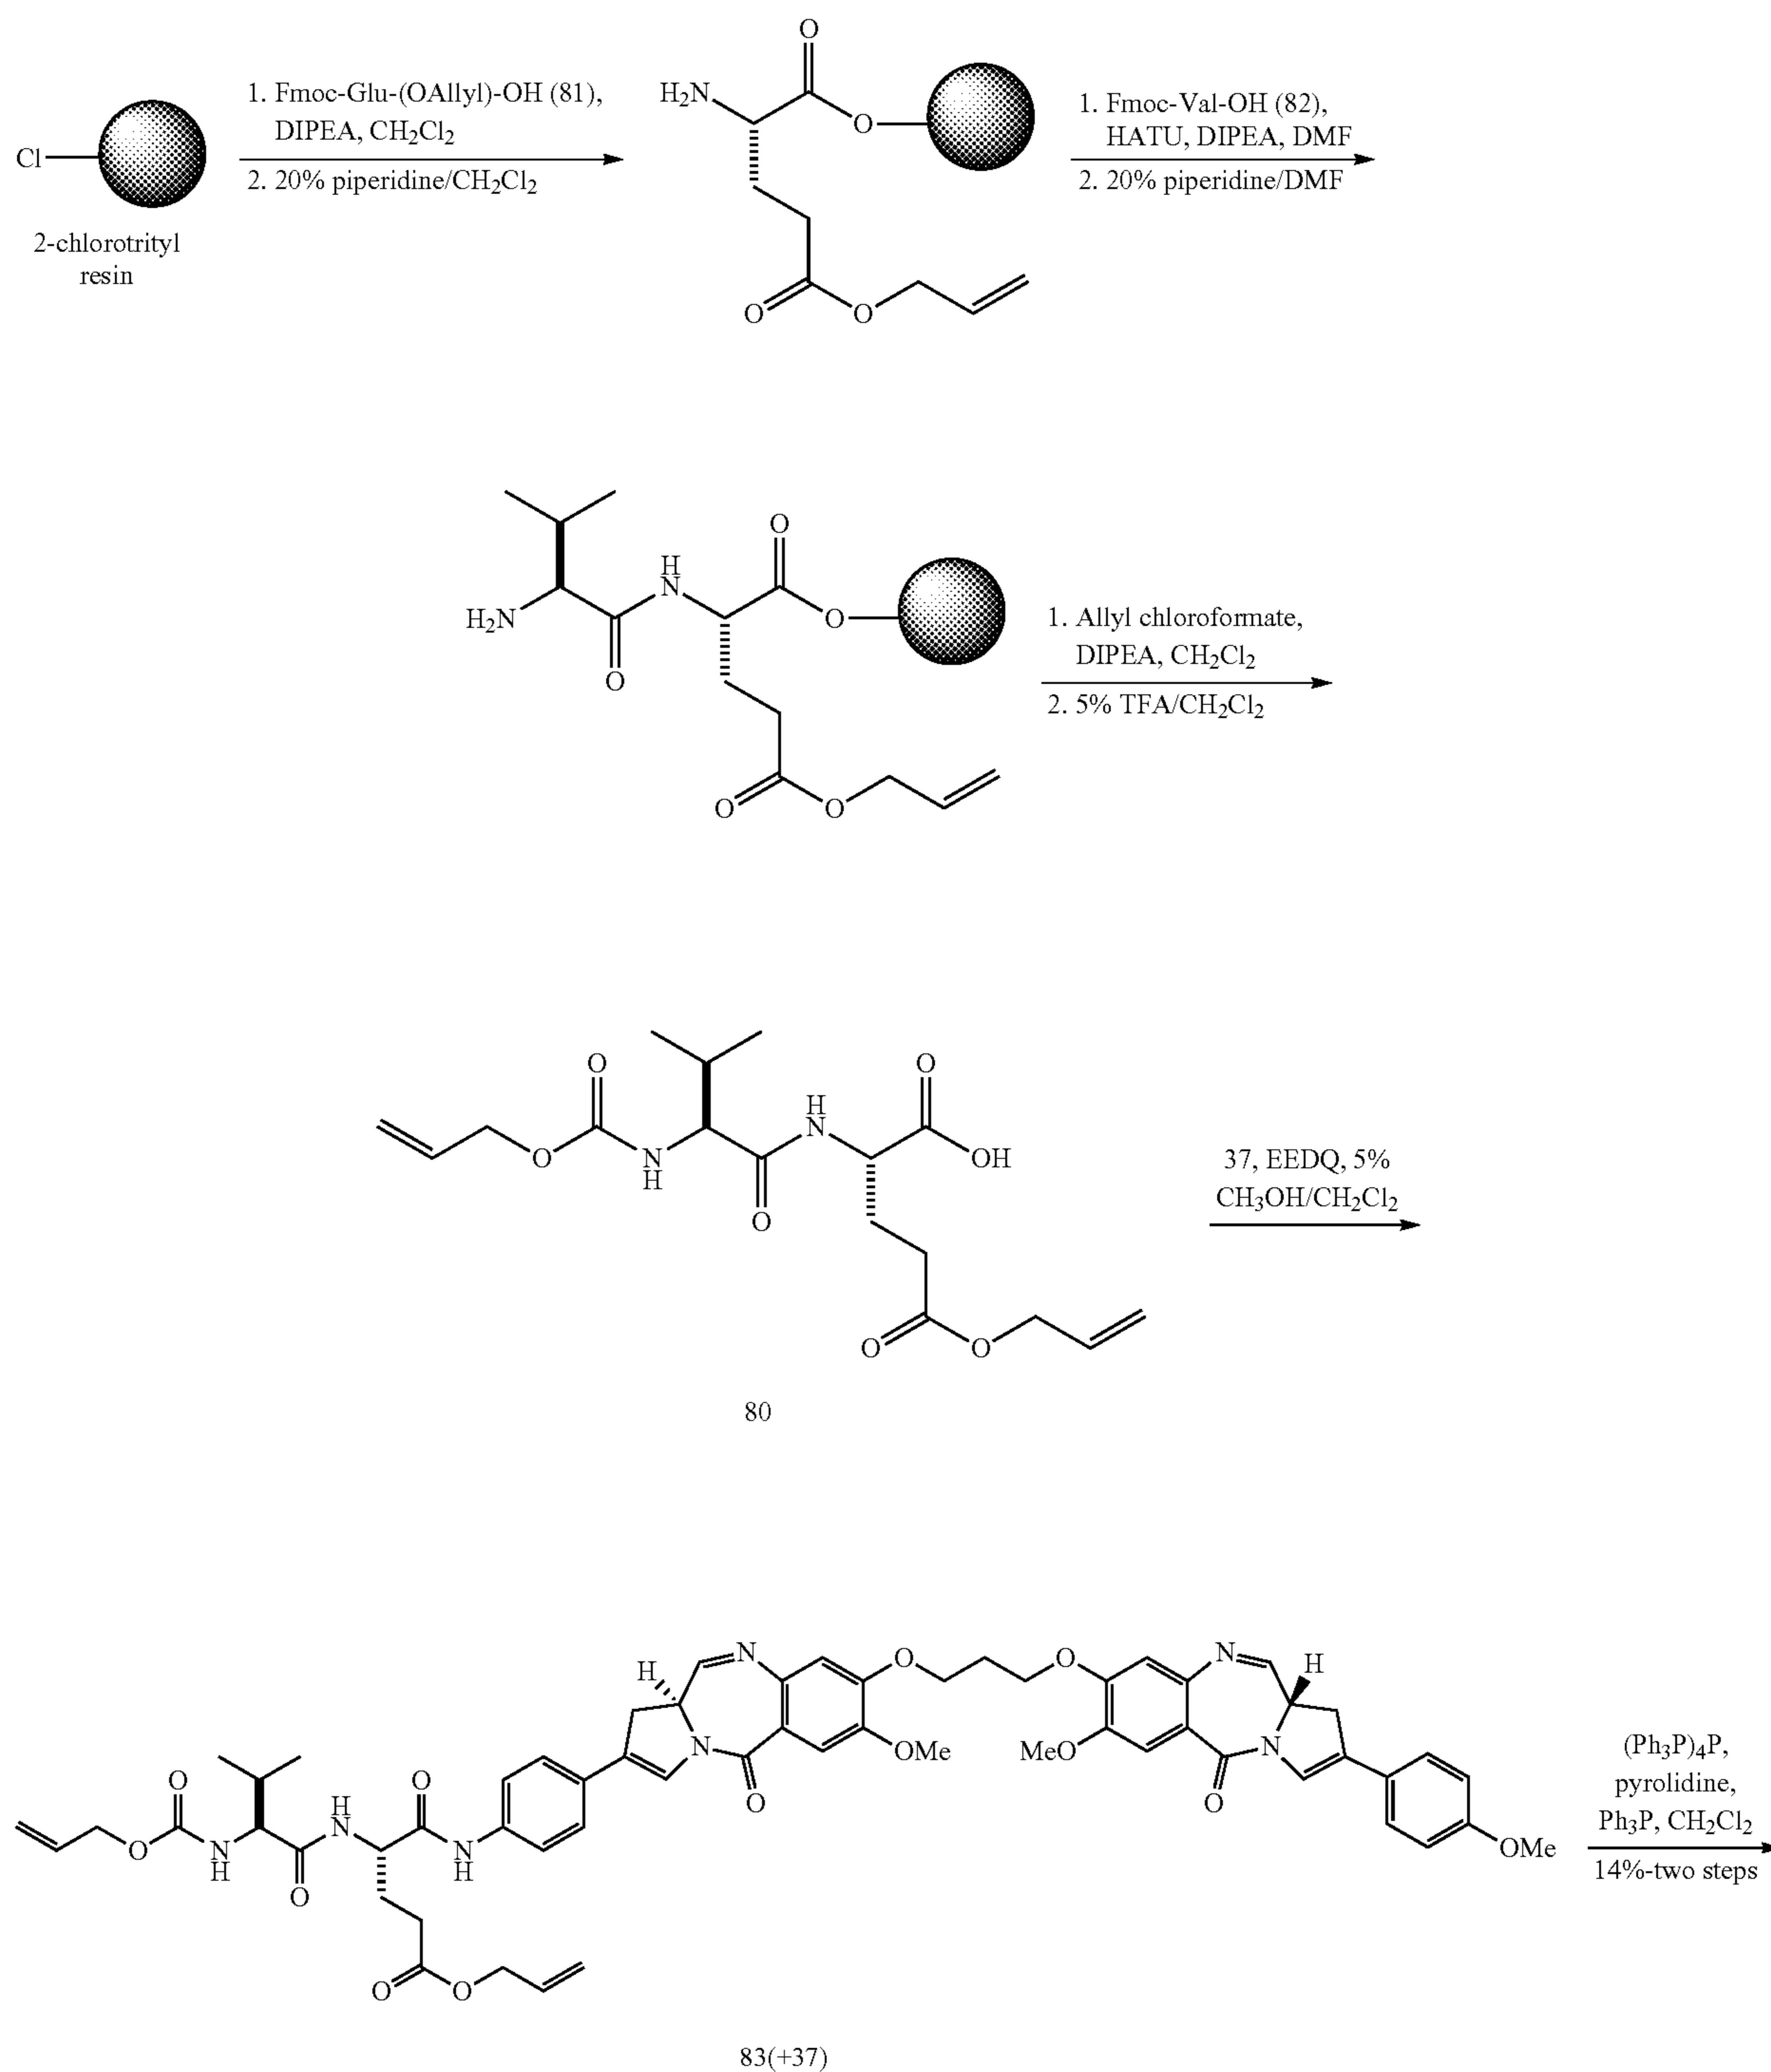 1. Fmoc-Glu-(OAllyl)-OH (81),
DIPEA, CH2Cl2
2. 20% piperidine/CH2Cl2
Cl
2-chlorotrityl
resin
O
H2N
O
O
O
1. Fmoc-Val-OH (82),
HATU, DIPEA, DMF
2. 20% piperidine/DMF
H2N
O
H
N
O
O
O
O
1. Allyl chloroformate,
DIPEA, CH2Cl2
2. 5% TFA/CH2Cl2
O
O
N
H
O
H
N
O
OH
O
O
80
37, EEDQ, 5%
CH3OH/CH2Cl2
O
O
N
H
O
H
N
O
N
H
O
O
H
N
N
O
O
OMe
O
MeO
N
H
N
O
OMe
83(+37)
(Ph3P)4P,
pyrolidine,
Ph3P, CH2Cl2
14%-two steps